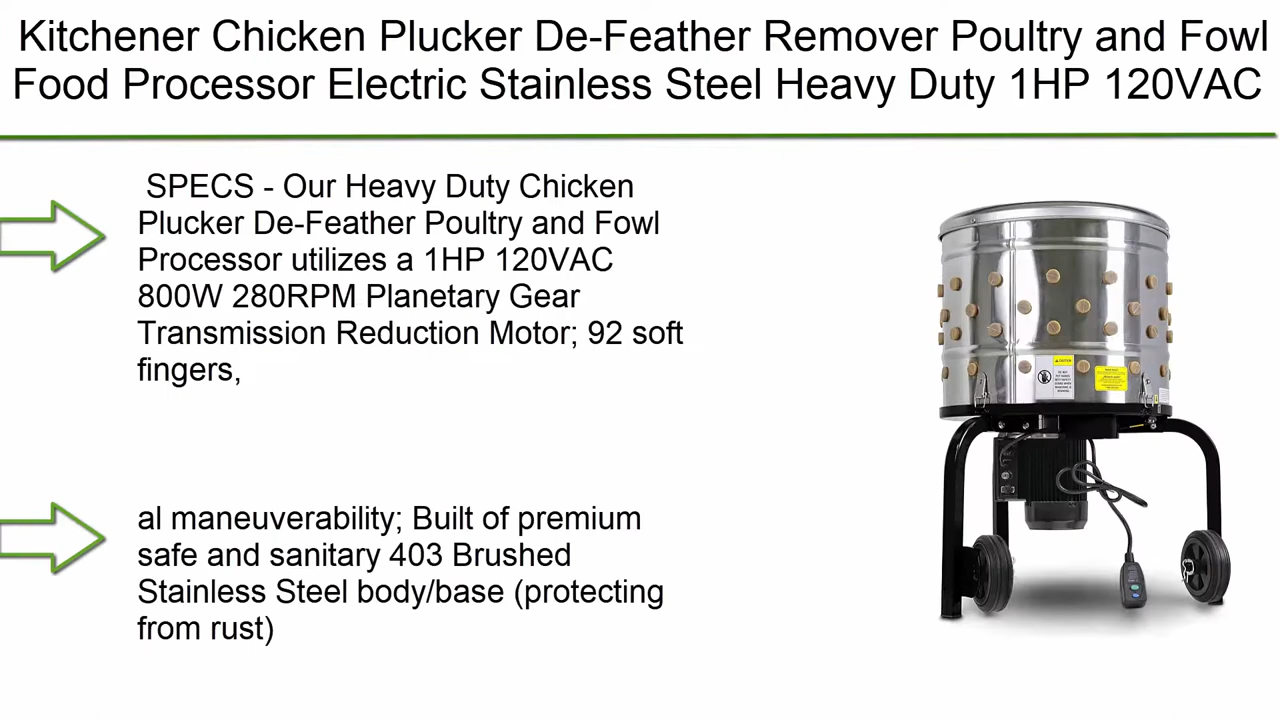 Kitchener Chicken Plucker De-Feather Remover Poultry and Fowl
Food Processor Electric Stainless Steel Heavy Duty 1HP 120VAC
SPECS - Our Heavy Duty Chicken
Plucker De-Feather Poultry and Fowl
Processor utilizes a 1HP 120VAC
800W 280RPM Planetary Gear
Transmission Reduction Motor; 92 soft
fingers,
al maneuverability; Built of premium
safe and sanitary 403 Brushed
Stainless Steel body/base (protecting
from rust)
CAUTION